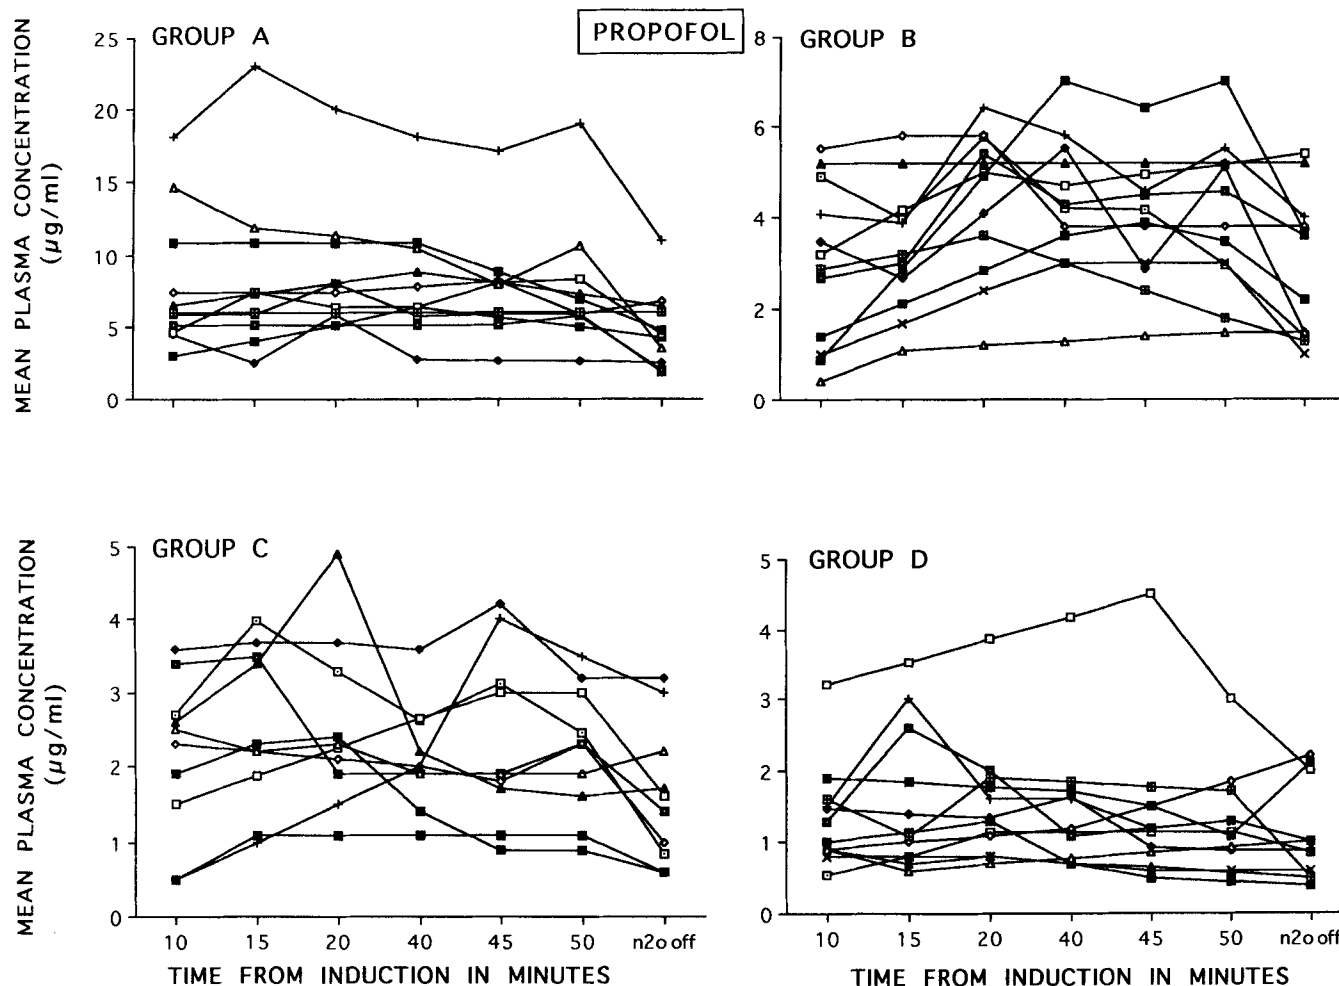 PROPOFOL
GROUP A
MEAN PLASMA CONCENTRATION
(µg/ml)
25
20
15
10
5
0
GROUP B
8
6
4
2
0
GROUP C
MEAN PLASMA CONCENTRATION
(µg/ml)
5
4
3
2
1
0
10 15 20 40 45 50 n2o off
TIME FROM INDUCTION IN MINUTES
GROUP D
5
4
3
2
1
0
10 15 20 40 45 50 n2o off
TIME FROM INDUCTION IN MINUTES